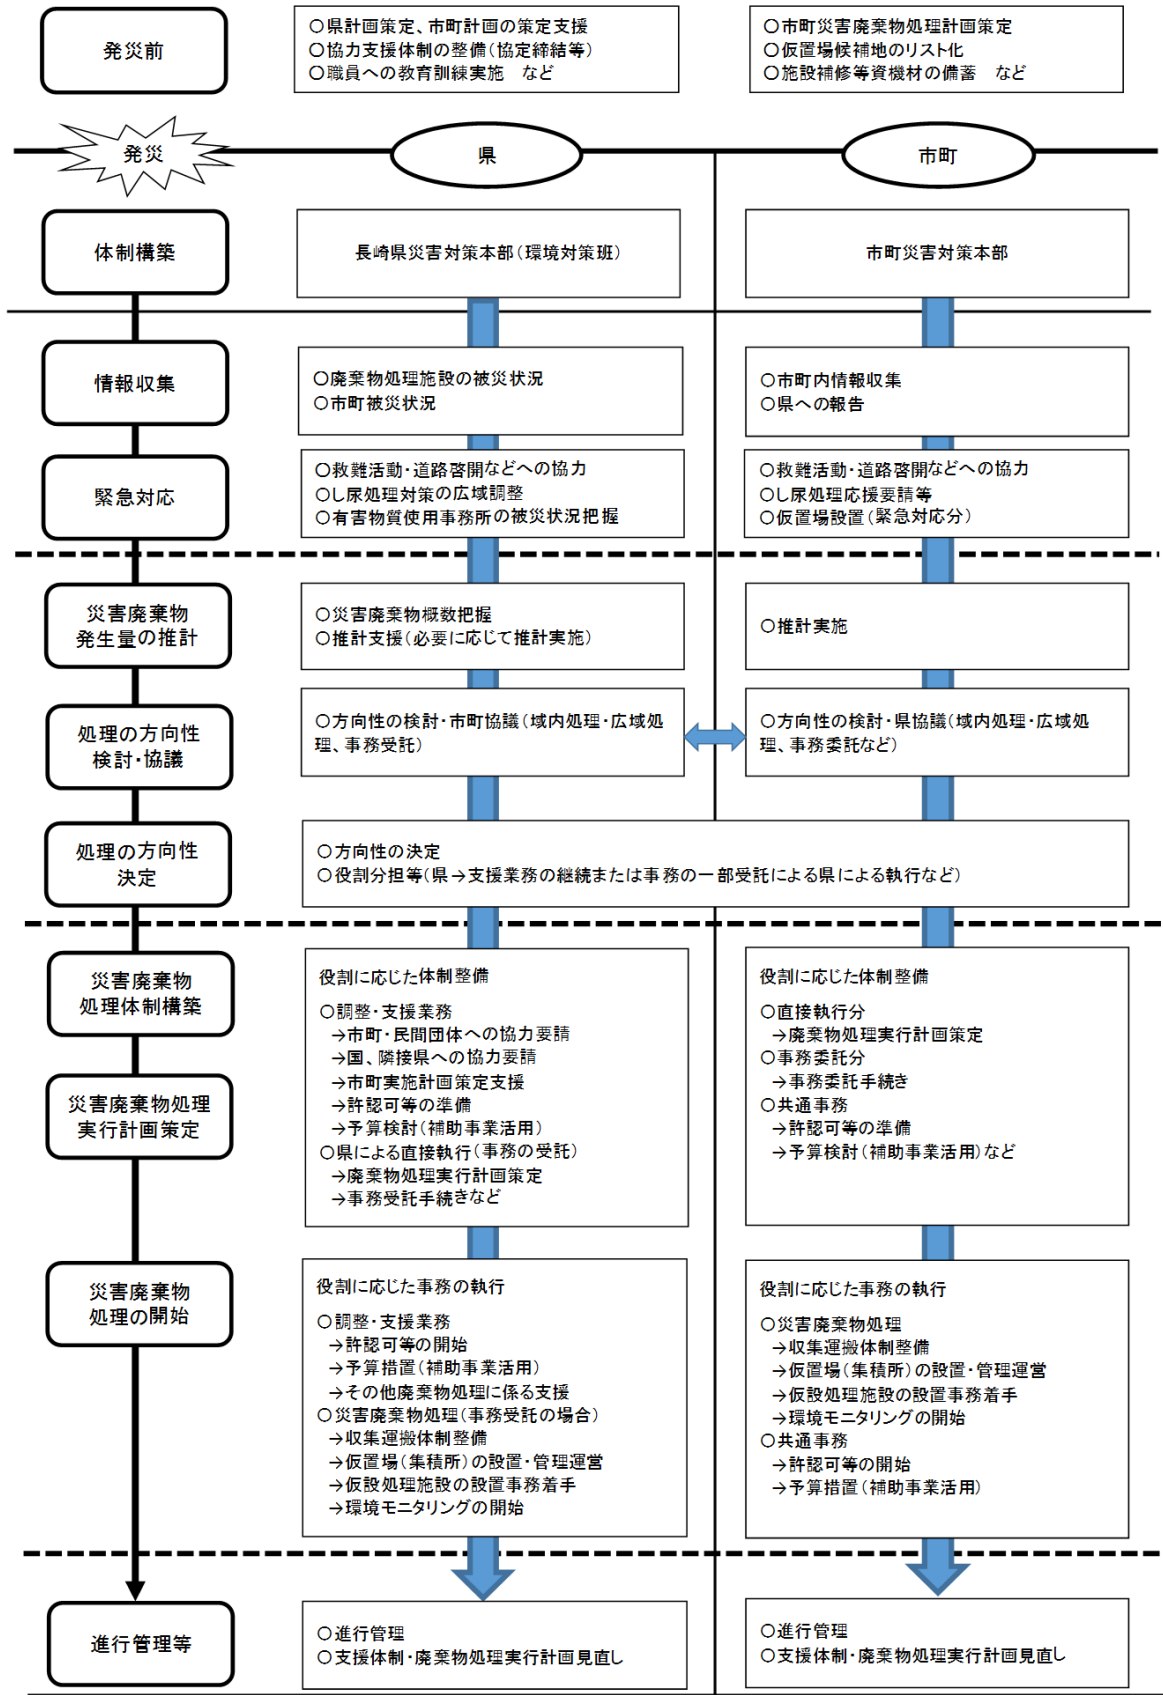 発災前
〇県計画策定、市町計画の策定支援
〇協力支援体制の整備(協定締結等)
〇職員への教育訓練実施　など
〇市町災害廃棄物処理計画策定
〇仮置場候補地のリスト化
〇施設補修等資機材の備蓄　など
発災
県
市町
体制構築
長崎県災害対策本部(環境対策班)
市町災害対策本部
情報収集
〇廃棄物処理施設の被災状況
〇市町被災状況
〇市町内情報収集
〇県への報告
緊急対応
〇救難活動・道路啓開などへの協力
〇し尿処理対策の広域調整
〇有害物質使用事務所の被災状況把握
〇救難活動・道路啓開などへの協力
〇し尿処理応援要請等
〇仮置場設置(緊急対応分)
災害廃棄物
発生量の推計
〇災害廃棄物概数把握
〇推計支援(必要に応じて推計実施)
〇推計実施
処理の方向性
検討・協議
〇方向性の検討・市町協議(域内処理・広域処
理、事務受託)
〇方向性の検討・県協議(域内処理・広域処
理、事務委託など)
処理の方向性
決定
〇方向性の決定
〇役割分担等(県→支援業務の継続または事務の一部受託による県による執行など)
災害廃棄物
処理体制構築
災害廃棄物処理
実行計画策定
役割に応じた体制整備
〇調整・支援業務
→市町・民間団体への協力要請
→国、隣接県への協力要請
→市町実施計画策定支援
→許認可等の準備
→予算検討(補助事業活用)
〇県による直接執行(事務の受託)
→廃棄物処理実行計画策定
→事務受託手続きなど
役割に応じた体制整備
〇直接執行分
→廃棄物処理実行計画策定
〇事務委託分
→事務委託手続き
〇共通事務
→許認可等の準備
→予算検討(補助事業活用)など
災害廃棄物
処理の開始
役割に応じた事務の執行
〇調整・支援業務
→許認可等の開始
→予算措置(補助事業活用)
→その他廃棄物処理に係る支援
〇災害廃棄物処理(事務受託の場合)
→収集運搬体制整備
→仮置場(集積所)の設置・管理運営
→仮設処理施設の設置事務着手
→環境モニタリングの開始
役割に応じた事務の執行
〇災害廃棄物処理
→収集運搬体制整備
→仮置場(集積所)の設置・管理運営
→仮設処理施設の設置事務着手
→環境モニタリングの開始
〇共通事務
→許認可等の開始
→予算措置(補助事業活用)
進行管理等
〇進行管理
〇支援体制・廃棄物処理実行計画見直し
〇進行管理
〇支援体制・廃棄物処理実行計画見直し